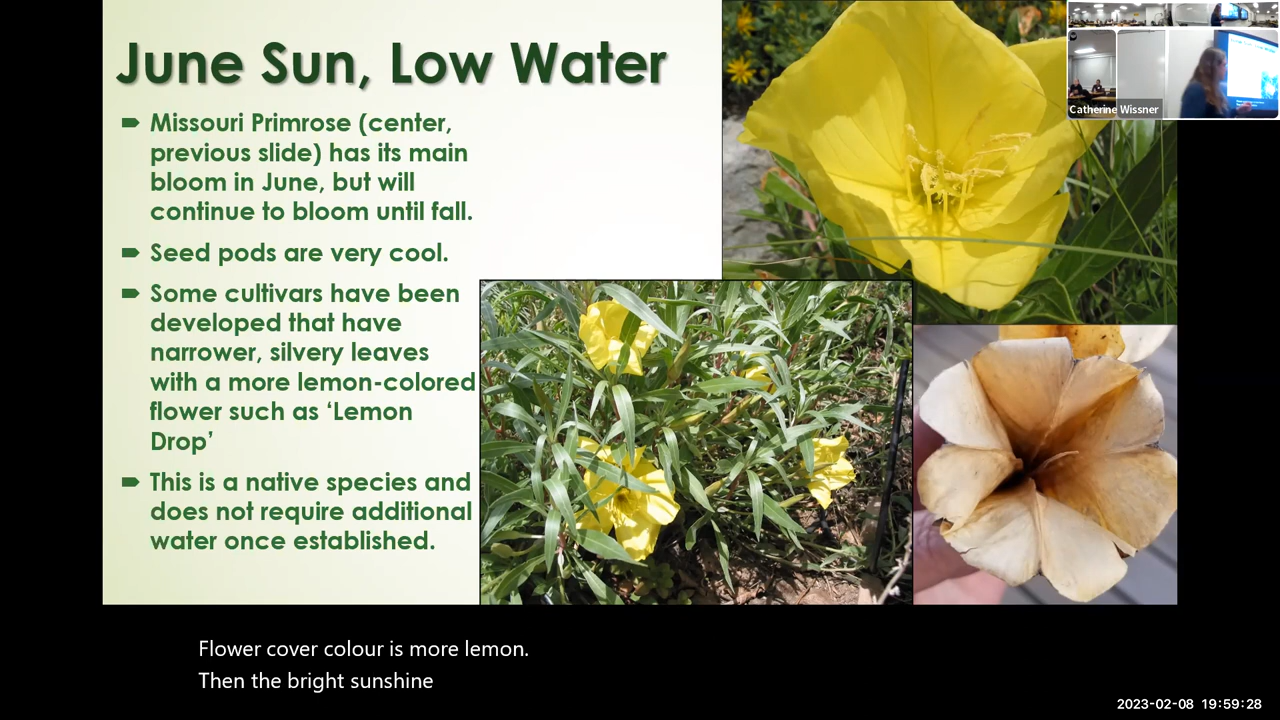 June Sun, Low Water
Missouri Primrose (center,
previous slide) has its main
bloom in June, but will
continue to bloom until fall.
Seed pods are very cool.
Some cultivars have been
developed that have
narrower, silvery leaves
with a more lemon-colored
flower such as ‘Lemon
Drop’
This is a native species and
does not require additional
water once established.
Catherine Wissner
Flower cover colour is more lemon.
Then the bright sunshine
2023-02-08 19:59:28